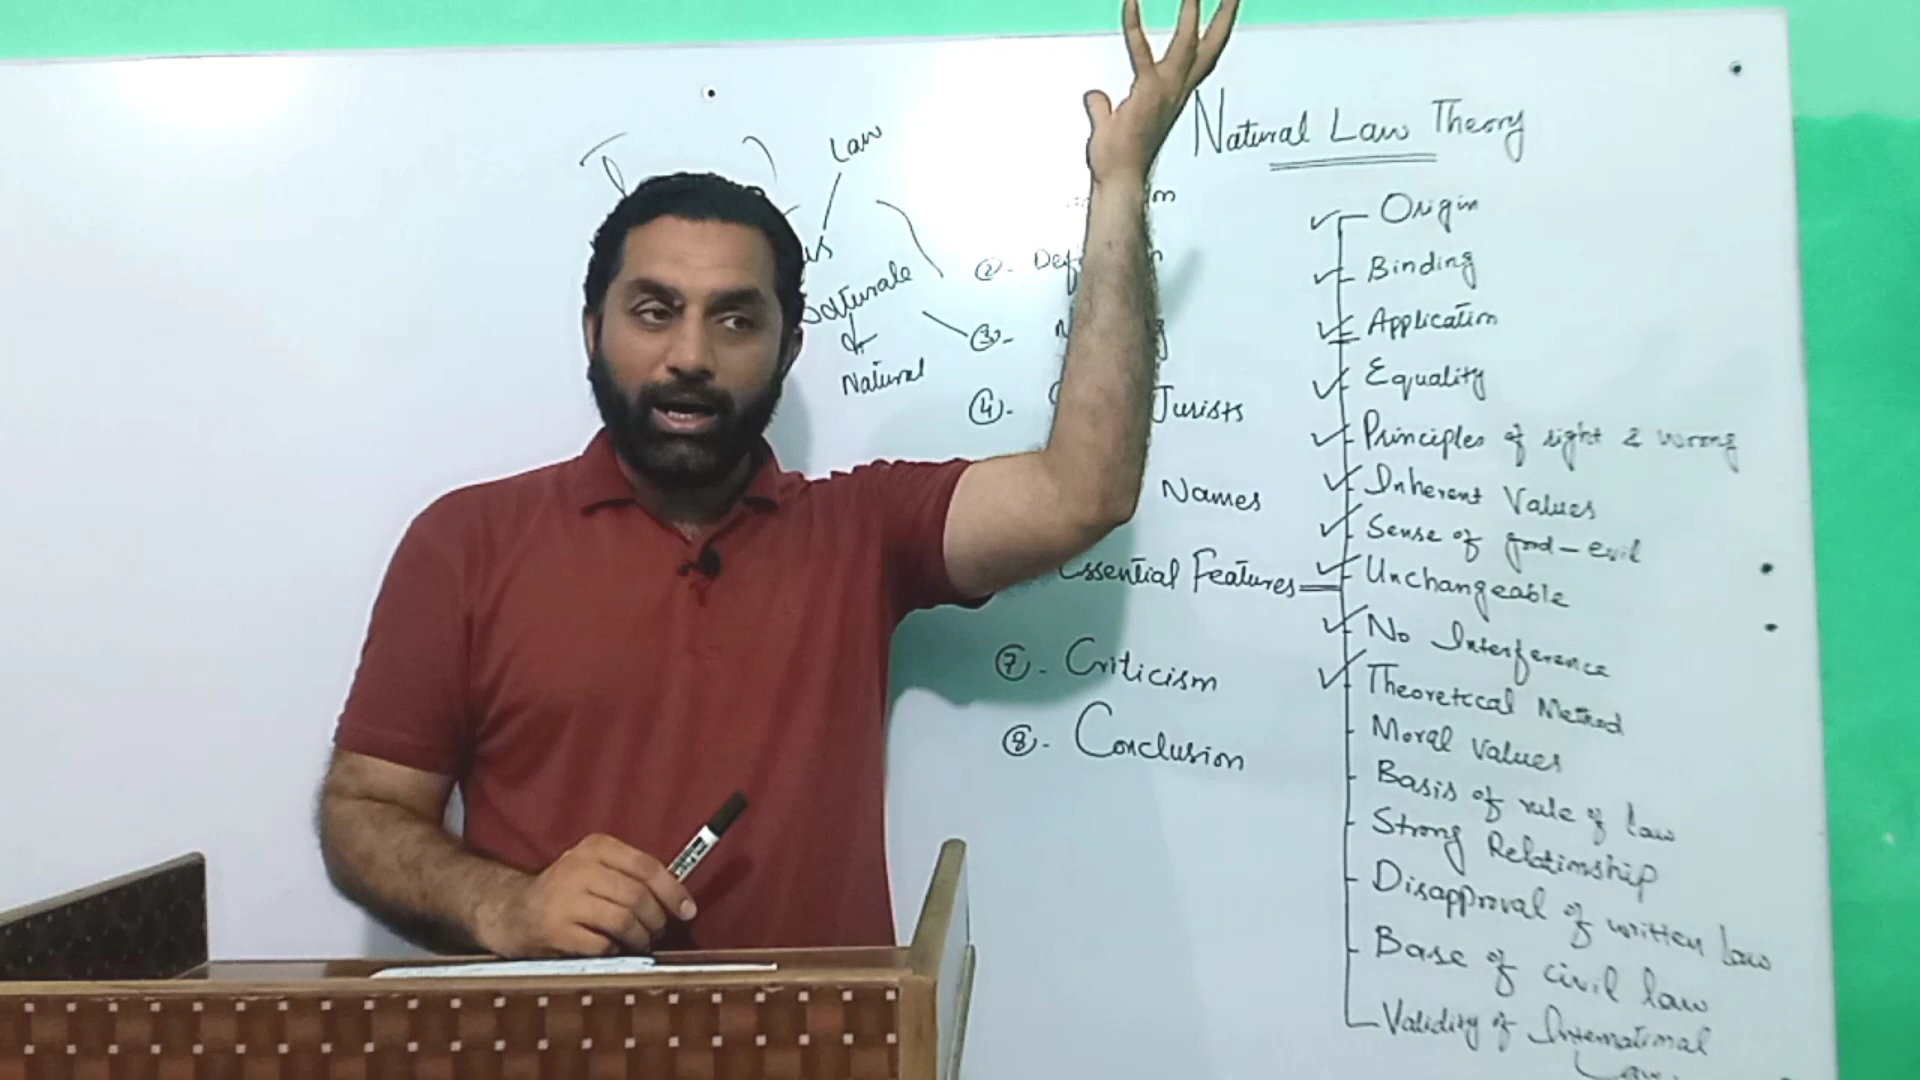 Natural Law Theory
Law
Naturale
Natural
②-
③-
④- Jurists
Names
Essential Features
⑦- Criticism
⑧- Conclusion
Origin
Binding
Application
Equality
Principles of right & wrong
Inherent Values
Sense of good-evil
Unchangeable
No Interference
Theoretical Method
Moral Values
Basis of rule of law
Strong Relationship
Disapproval of written law
Base of civil law
Validity of International
Law